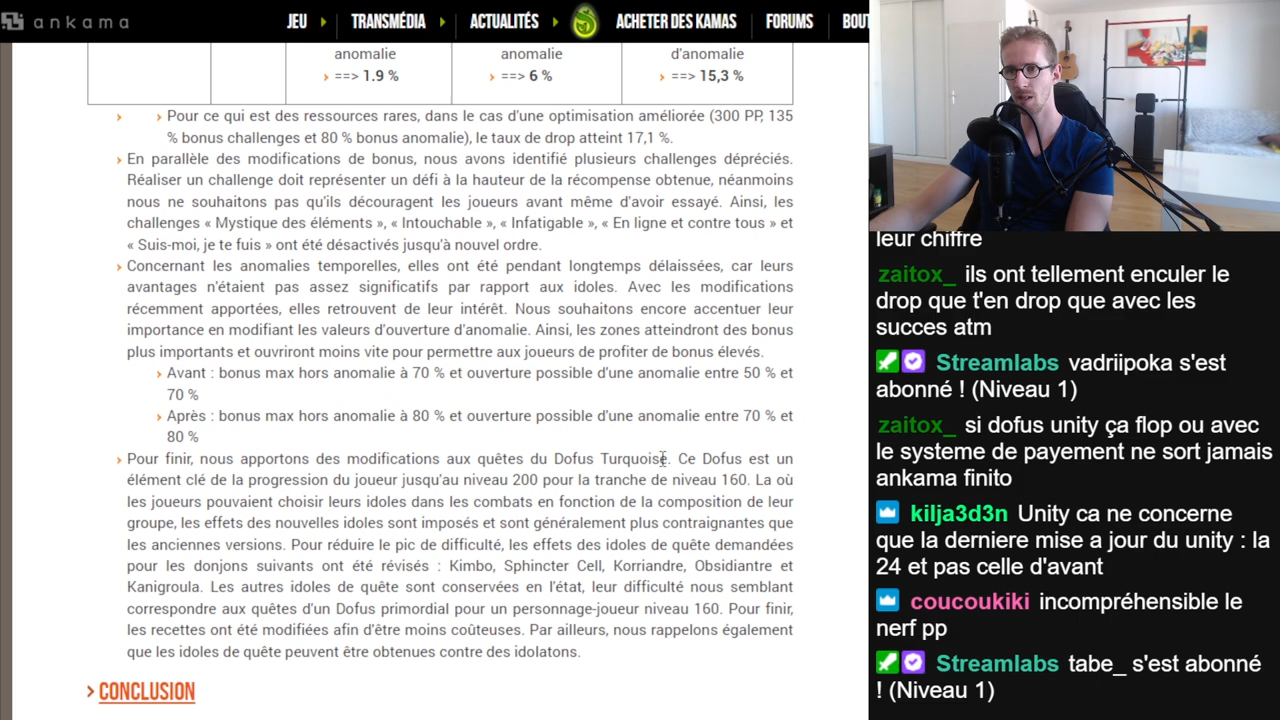 ankama
JEU
TRANSMÉDIA
ACTUALITÉS
ACHETER DES KAMAS
FORUMS
BOUT
anomalie
anomalie
d'anomalie
==> 1.9 %
==> 6 %
==> 15,3 %
Pour ce qui est des ressources rares, dans le cas d'une optimisation améliorée (300 PP, 135
% bonus challenges et 80 % bonus anomalie), le taux de drop atteint 17,1 %.
En parallèle des modifications de bonus, nous avons identifié plusieurs challenges dépréciés.
Réaliser un challenge doit représenter un défi à la hauteur de la récompense obtenue, néanmoins
nous ne souhaitons pas qu'ils découragent les joueurs avant même d'avoir essayé. Ainsi, les
challenges « Mystique des éléments », « Intouchable », « Infatigable », « En ligne et contre tous » et
« Suis-moi, je te fuis » ont été désactivés jusqu'à nouvel ordre.
Concernant les anomalies temporelles, elles ont été pendant longtemps délaissées, car leurs
avantages n'étaient pas assez significatifs par rapport aux idoles. Avec les modifications
récemment apportées, elles retrouvent de leur intérêt. Nous souhaitons encore accentuer leur
importance en modifiant les valeurs d'ouverture d'anomalie. Ainsi, les zones atteindront des bonus
plus importants et ouvriront moins vite pour permettre aux joueurs de profiter de bonus élevés.
Avant : bonus max hors anomalie à 70 % et ouverture possible d'une anomalie entre 50 % et
70 %
Après : bonus max hors anomalie à 80 % et ouverture possible d'une anomalie entre 70 % et
80 %
Pour finir, nous apportons des modifications aux quêtes du Dofus Turquoise. Ce Dofus est un
élément clé de la progression du joueur jusqu'au niveau 200 pour la tranche de niveau 160. La où
les joueurs pouvaient choisir leurs idoles dans les combats en fonction de la composition de leur
groupe, les effets des nouvelles idoles sont imposés et sont généralement plus contraignantes que
les anciennes versions. Pour réduire le pic de difficulté, les effets des idoles de quête demandées
pour les donjons suivants ont été révisés : Kimbo, Sphincter Cell, Korriandre, Obsidiantre et
Kanigroula. Les autres idoles de quête sont conservées en l'état, leur difficulté nous semblant
correspondre aux quêtes d'un Dofus primordial pour un personnage-joueur niveau 160. Pour finir,
les recettes ont été modifiées afin d'être moins coûteuses. Par ailleurs, nous rappelons également
que les idoles de quête peuvent être obtenues contre des idolatons.
> CONCLUSION
leur chiffre
zaitox_ ils ont tellement enculer le
drop que t'en drop que avec les
succes atm
Streamlabs vadriipoka s'est
abonné ! (Niveau 1)
zaitox_ si dofus unity ça flop ou avec
le systeme de payement ne sort jamais
ankama finito
kilja3d3n Unity ca ne concerne
que la derniere mise a jour du unity : la
24 et pas celle d'avant
coucoukiki incompréhensible le
nerf pp
Streamlabs tabe_ s'est abonné
! (Niveau 1)